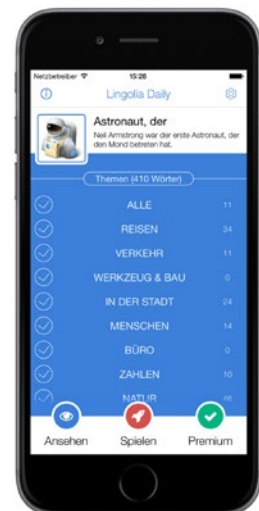 Netzbetreiber 15:28
Lingolia Daily
Astronaut, der
Neil Armstrong war der erste Astronaut, der
den Mond betreten hat.
Themen (410 Wörter)
ALLE 11
REISEN 34
VERKEHR 11
WERKZEUG & BAU 0
IN DER STADT 24
MENSCHEN 14
BÜRO 0
ZAHLEN 10
NATUR
Ansehen Spielen Premium